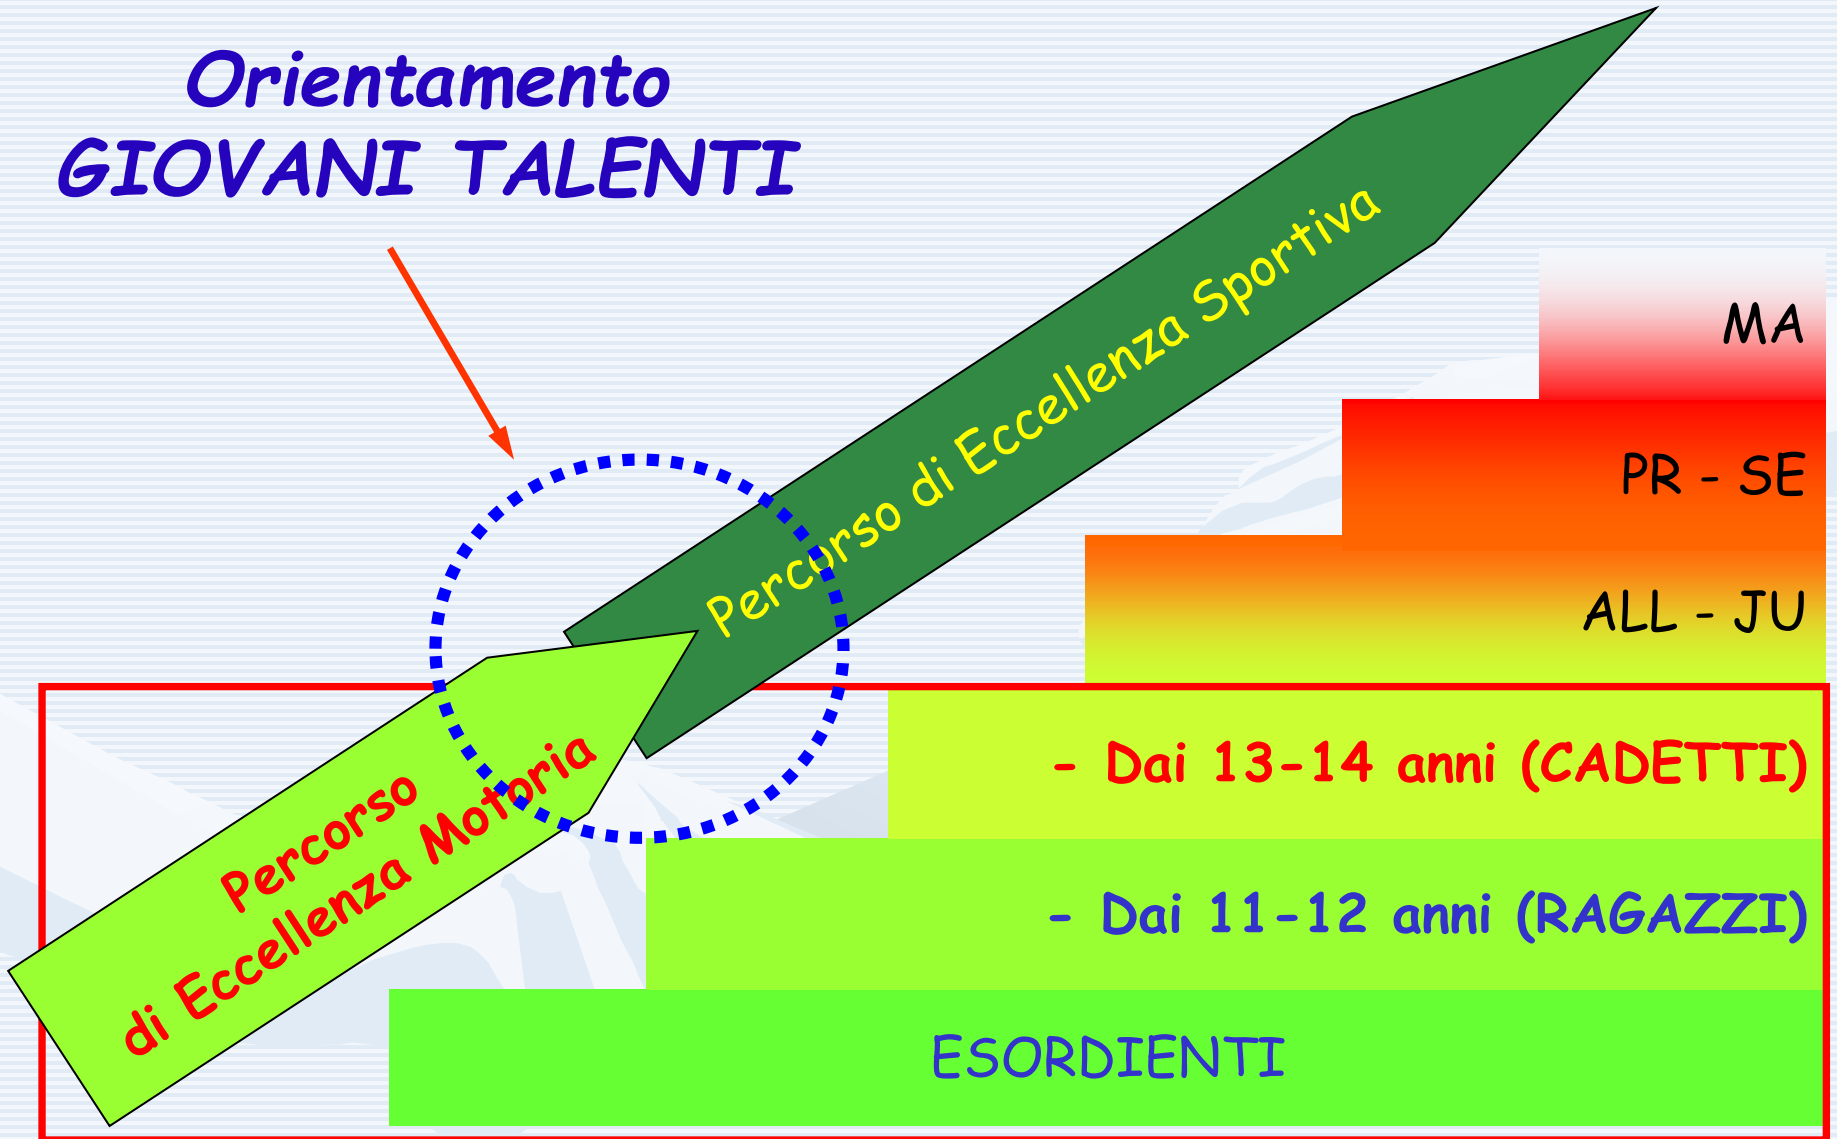 Orientamento
GIOVANI TALENTI
Percorso di Eccellenza Sportiva
MA
PR - SE
ALL - JU
Percorso
di Eccellenza Motoria
- Dai 13-14 anni (CADETTI)
- Dai 11-12 anni (RAGAZZI)
ESORDIENTI